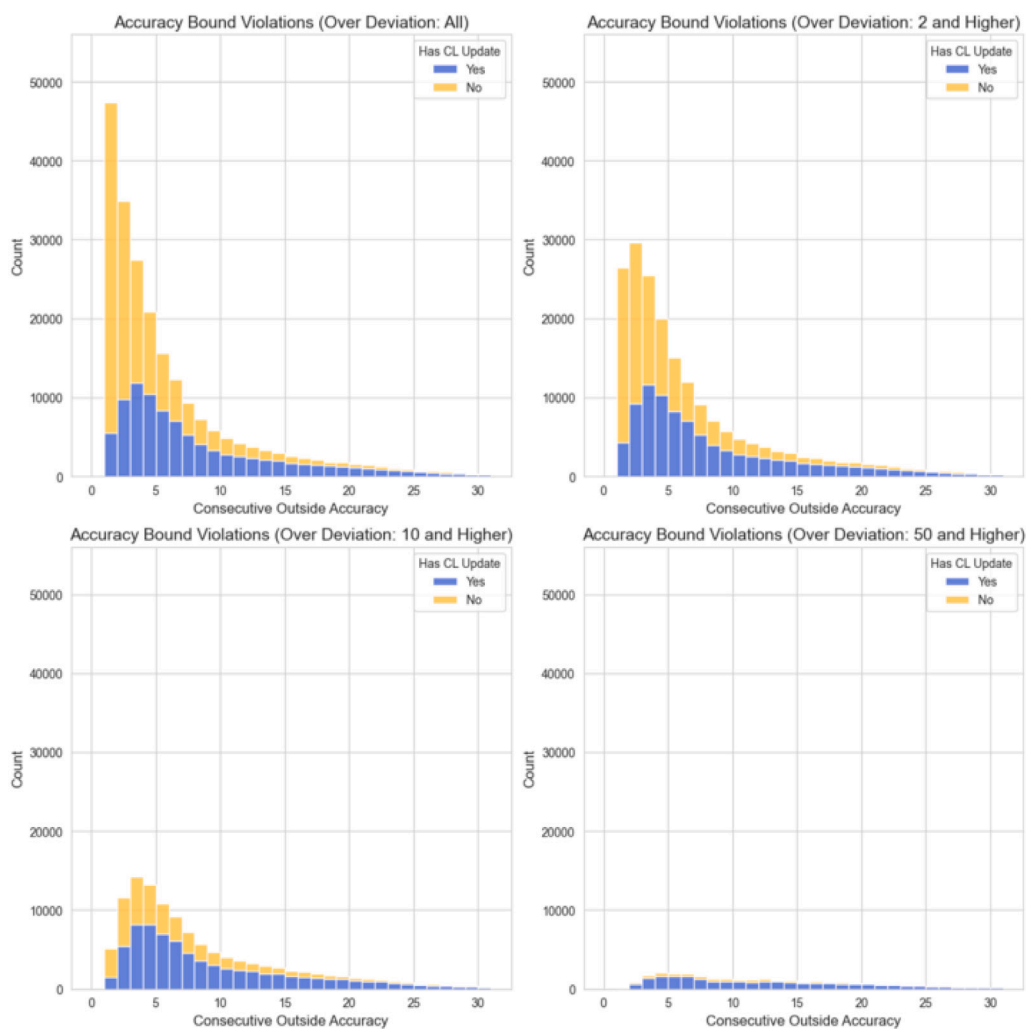 Accuracy Bound Violations (Over Deviation: All)
Has CL Update
Yes
No
50000
40000
30000
20000
10000
0
Count
0 5 10 15 20 25 30
Consecutive Outside Accuracy
Accuracy Bound Violations (Over Deviation: 2 and Higher)
Has CL Update
Yes
No
50000
40000
30000
20000
10000
0
Count
0 5 10 15 20 25 30
Consecutive Outside Accuracy
Accuracy Bound Violations (Over Deviation: 10 and Higher)
Has CL Update
Yes
No
50000
40000
30000
20000
10000
0
Count
0 5 10 15 20 25 30
Consecutive Outside Accuracy
Accuracy Bound Violations (Over Deviation: 50 and Higher)
Has CL Update
Yes
No
50000
40000
30000
20000
10000
0
Count
0 5 10 15 20 25 30
Consecutive Outside Accuracy